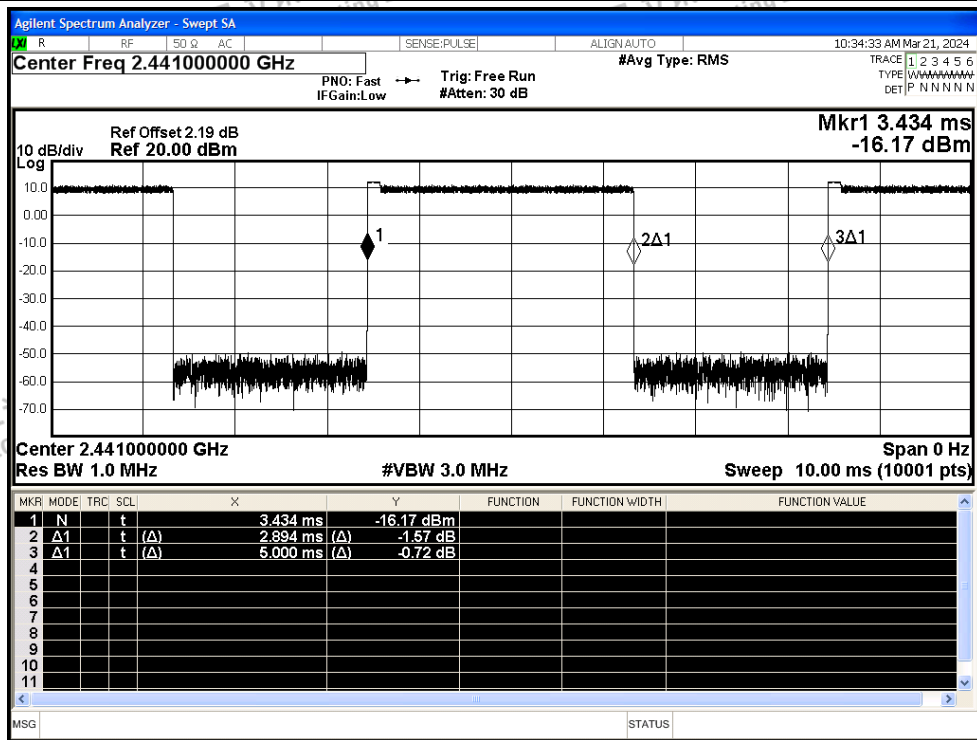 Agilent Spectrum Analyzer - Swept SA
LXI R RF 50 Ω AC SENSE:PULSE ALIGN AUTO 10:34:33 AM Mar 21, 2024
Center Freq 2.441000000 GHz #Avg Type: RMS TRACE 1 2 3 4 5 6
PNO: Fast Trig: Free Run TYPE WWWWWW
IFGain:Low #Atten: 30 dB DET P N N N N N
Mkr1 3.434 ms
-16.17 dBm
Ref Offset 2.19 dB
10 dB/div Ref 20.00 dBm
Log
10.0
0.00
-10.0
-20.0
-30.0
-40.0
-50.0
-60.0
-70.0
1
2Δ1
3Δ1
Center 2.441000000 GHz Span 0 Hz
Res BW 1.0 MHz #VBW 3.0 MHz Sweep 10.00 ms (10001 pts)
MKR MODE TRC SCL X Y FUNCTION FUNCTION WIDTH FUNCTION VALUE
1 N t 3.434 ms -16.17 dBm
2 Δ1 t (Δ) 2.894 ms (Δ) -1.57 dB
3 Δ1 t (Δ) 5.000 ms (Δ) -0.72 dB
4
5
6
7
8
9
10
11
MSG STATUS